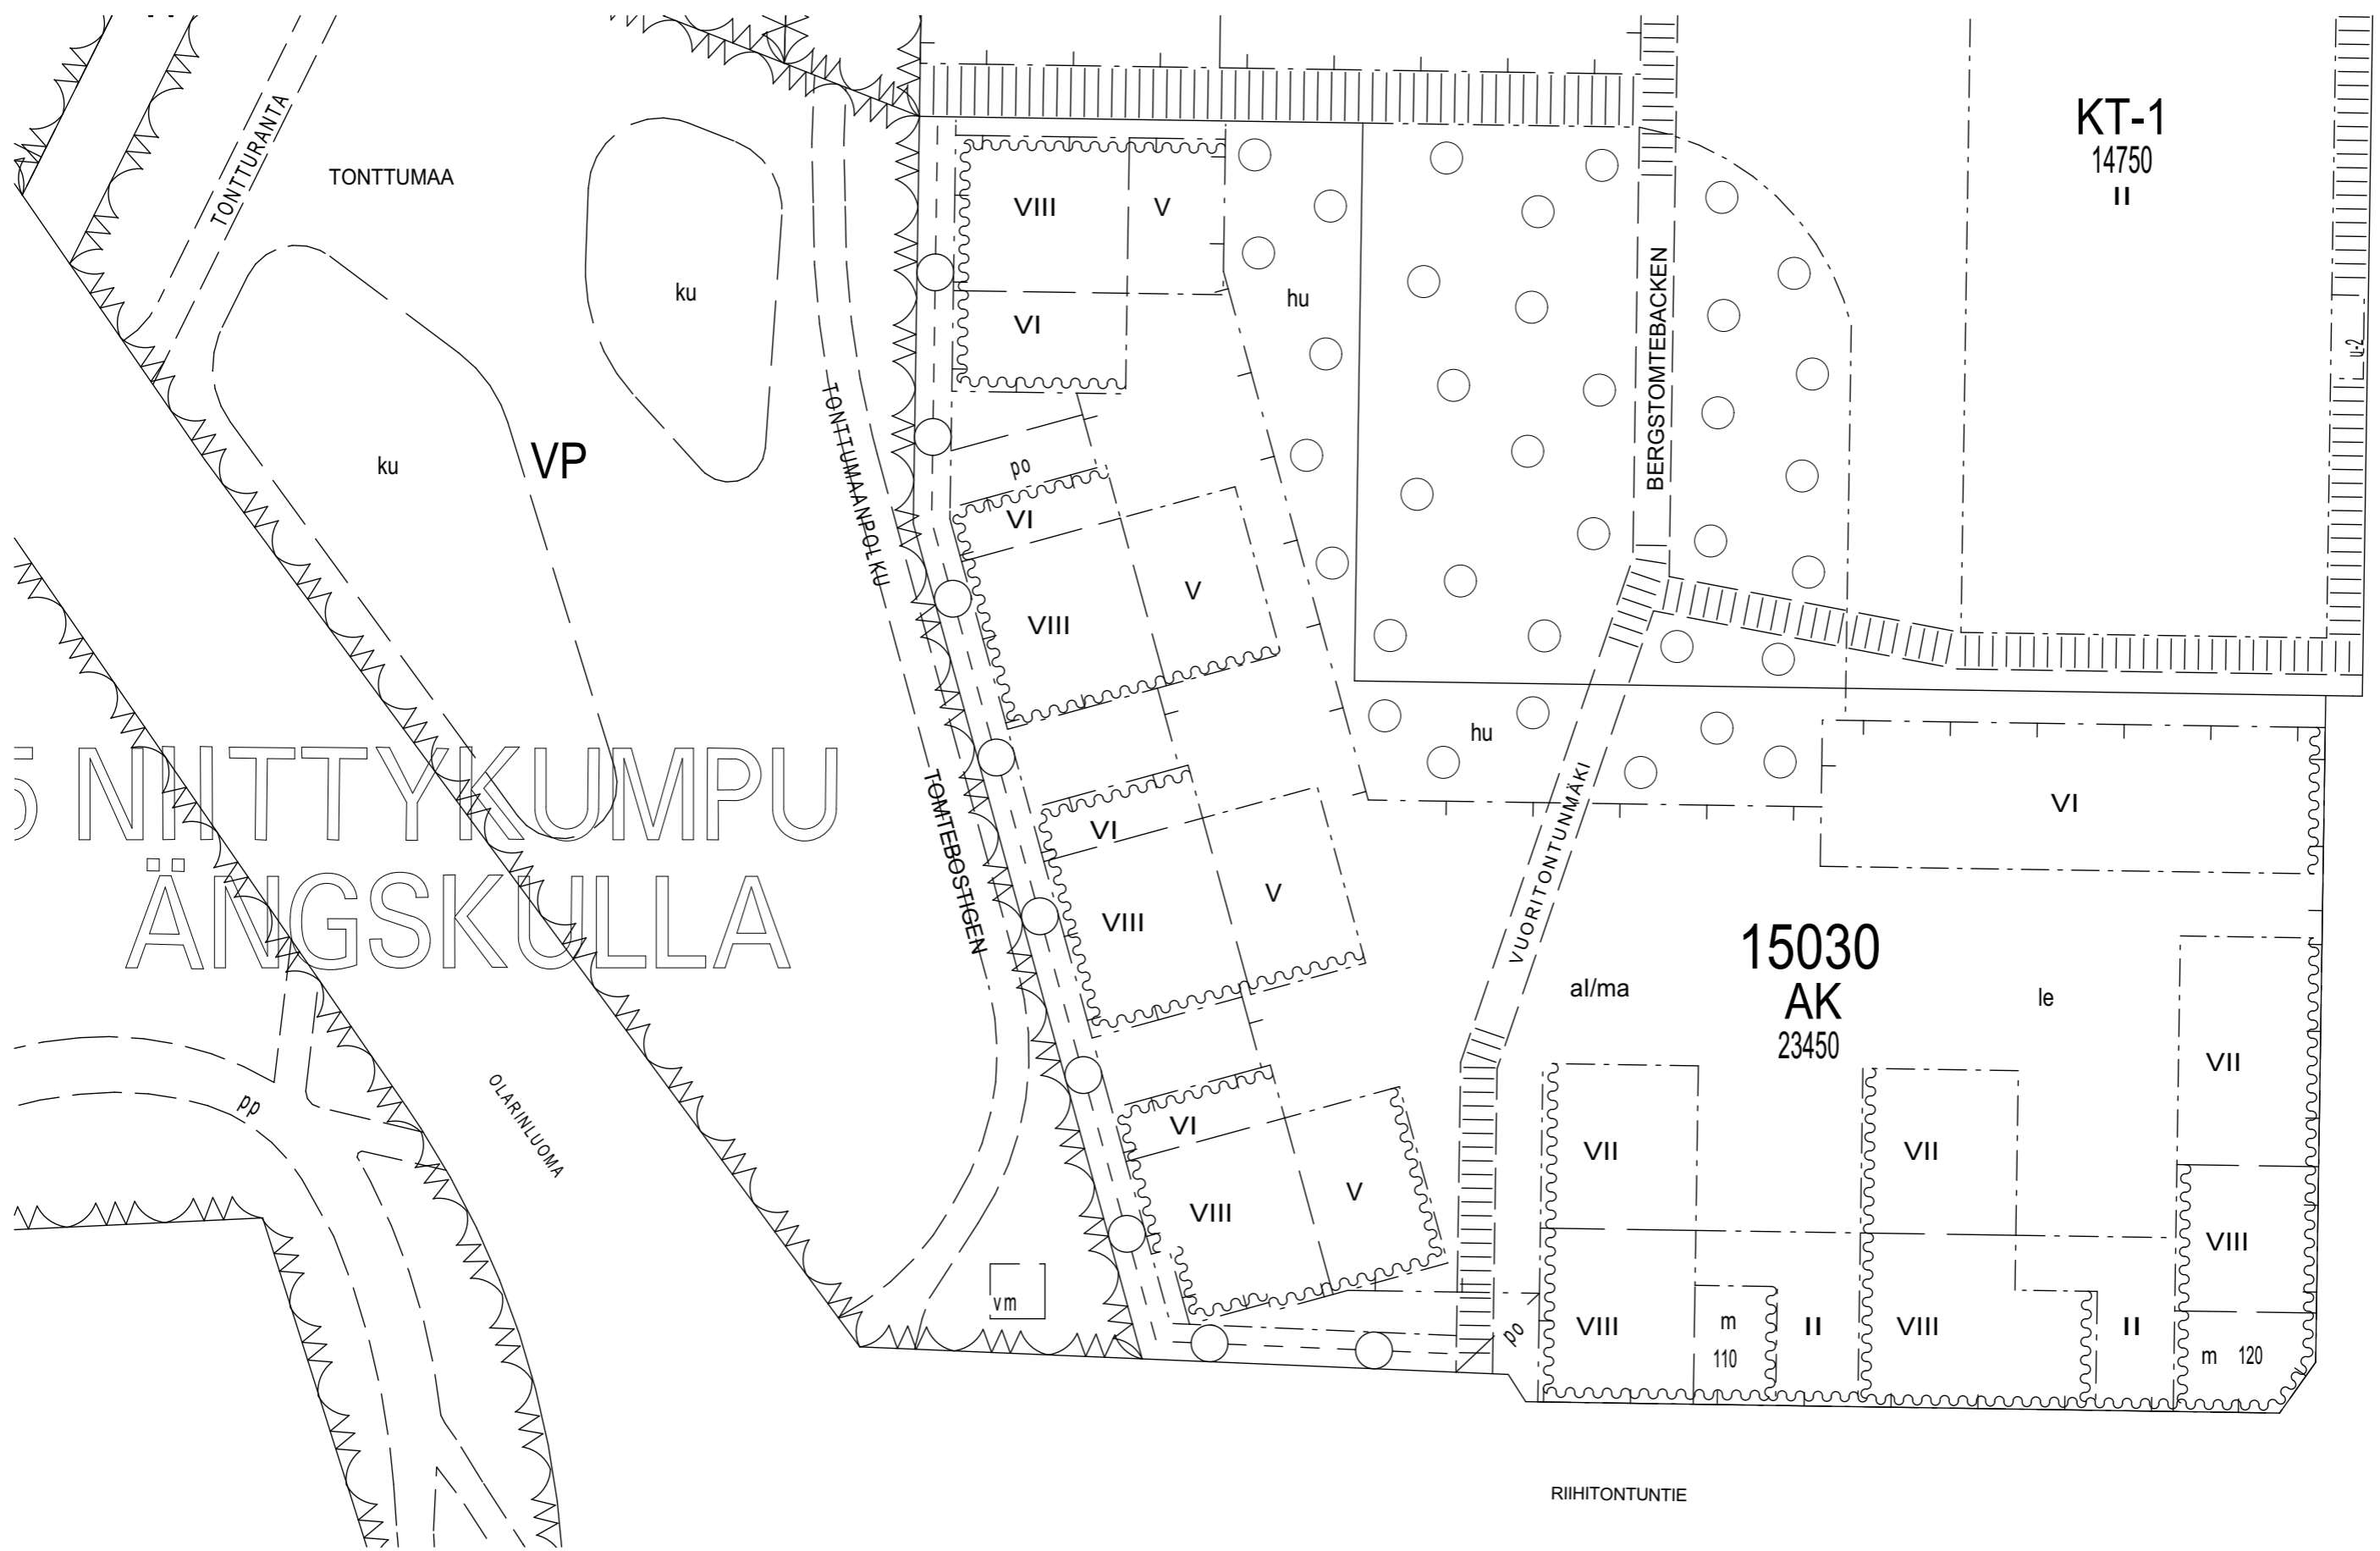 TONTTURANTA
TONTTUMAA
KT-1
14750
II
VIII
V
ku
hu
VI
BERGSTOMTEBACKEN
u-2
TONTTUMAANPOLKU
ku
VP
po
VI
V
VIII
hu
5 NIITTYKUMPU
ÄNGSKULLA
TOMTEBOSTIGEN
VUORITONTUNMÄKI
VI
VI
V
VIII
15030
AK
23450
al/ma
le
VII
pp
OLARINLUOMA
VI
VII
VII
VIII
V
VIII
vm
po
VIII
m
110
II
VIII
II
m 120
RIIHITONTUNTIE